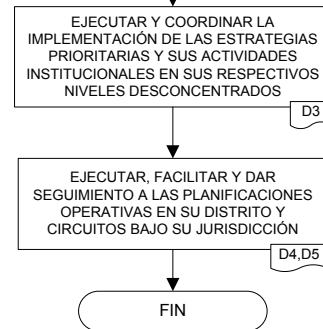 EJECUTAR Y COORDINAR LA
IMPLEMENTACIÓN DE LAS ESTRATEGIAS
PRIORITARIAS Y SUS ACTIVIDADES
INSTITUCIONALES EN SUS RESPECTIVOS
NIVELES DESCONCENTRADOS
D3
EJECUTAR, FACILITAR Y DAR
SEGUIMIENTO A LAS PLANIFICACIONES
OPERATIVAS EN SU DISTRITO Y
CIRCUITOS BAJO SU JURISDICCIÓN
D4,D5
FIN